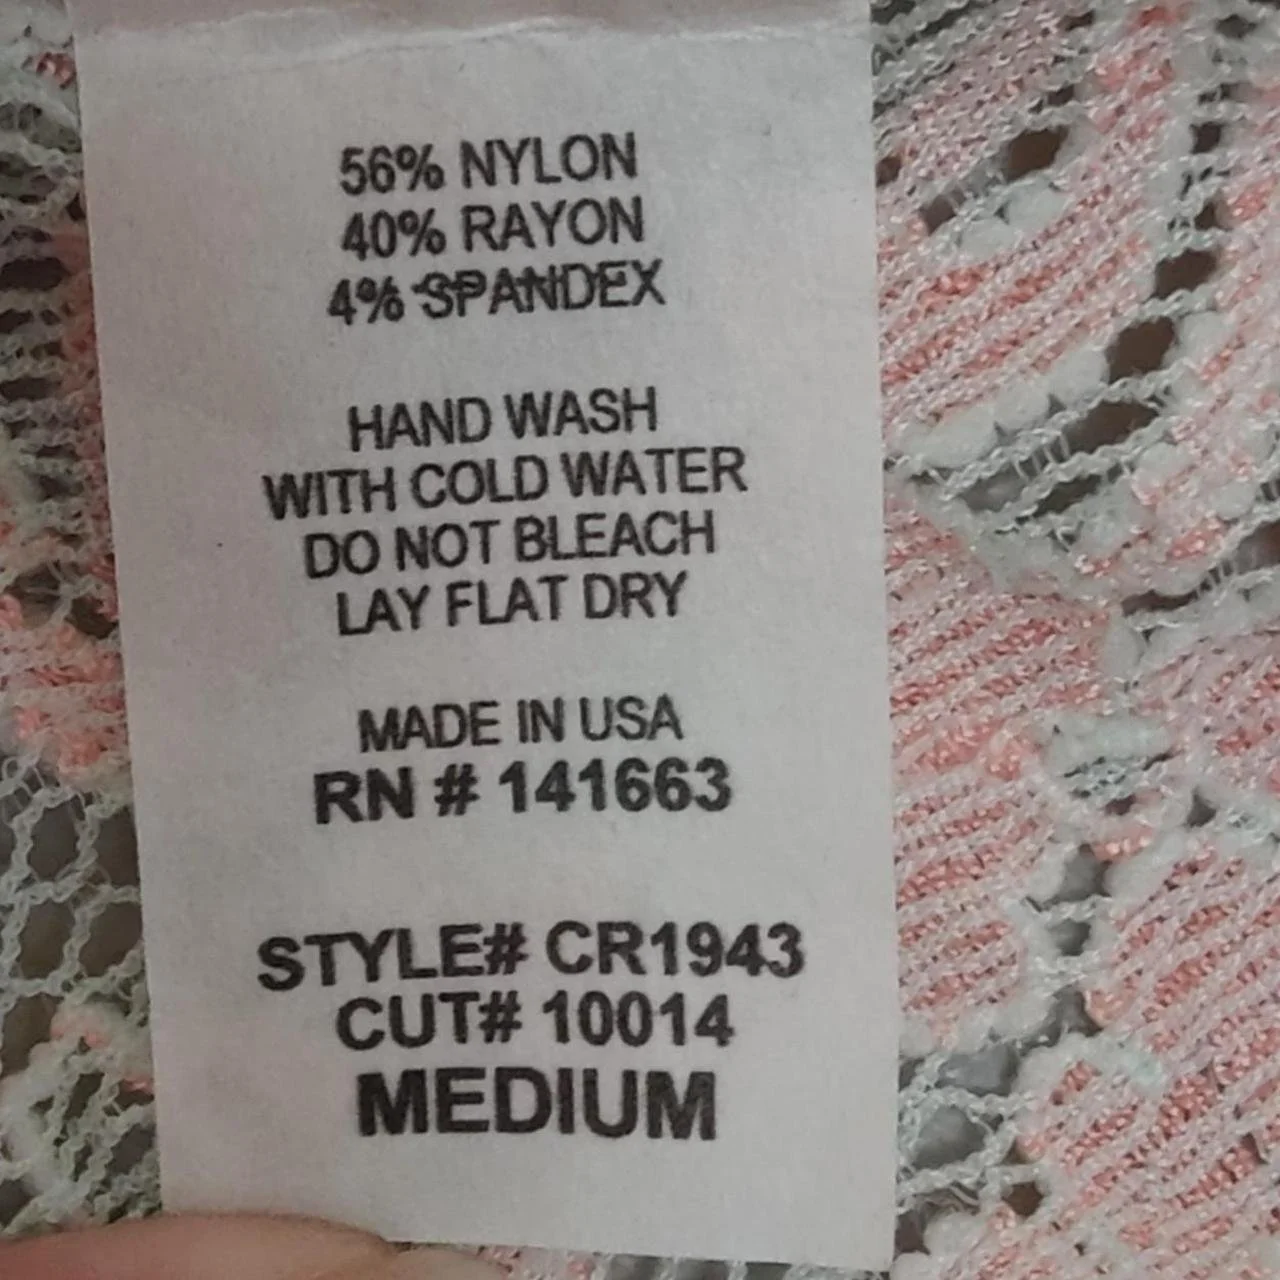 56% NYLON
40% RAYON
4% SPANDEX
HAND WASH
WITH COLD WATER
DO NOT BLEACH
LAY FLAT DRY
MADE IN USA
RN # 141663
STYLE# CR1943
CUT# 10014
MEDIUM